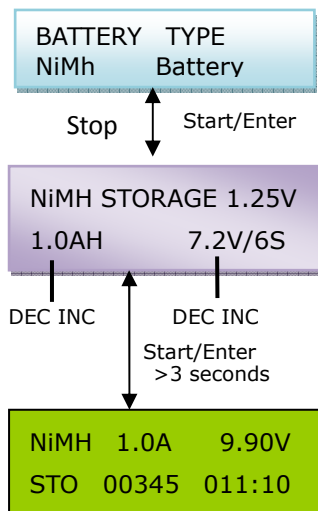 BATTERY TYPE
NiMh Battery
Stop Start/Enter
NiMH STORAGE 1.25V
1.0AH 7.2V/6S
DEC INC DEC INC
Start/Enter
>3 seconds
NiMH 1.0A 9.90V
STO 00345 011:10